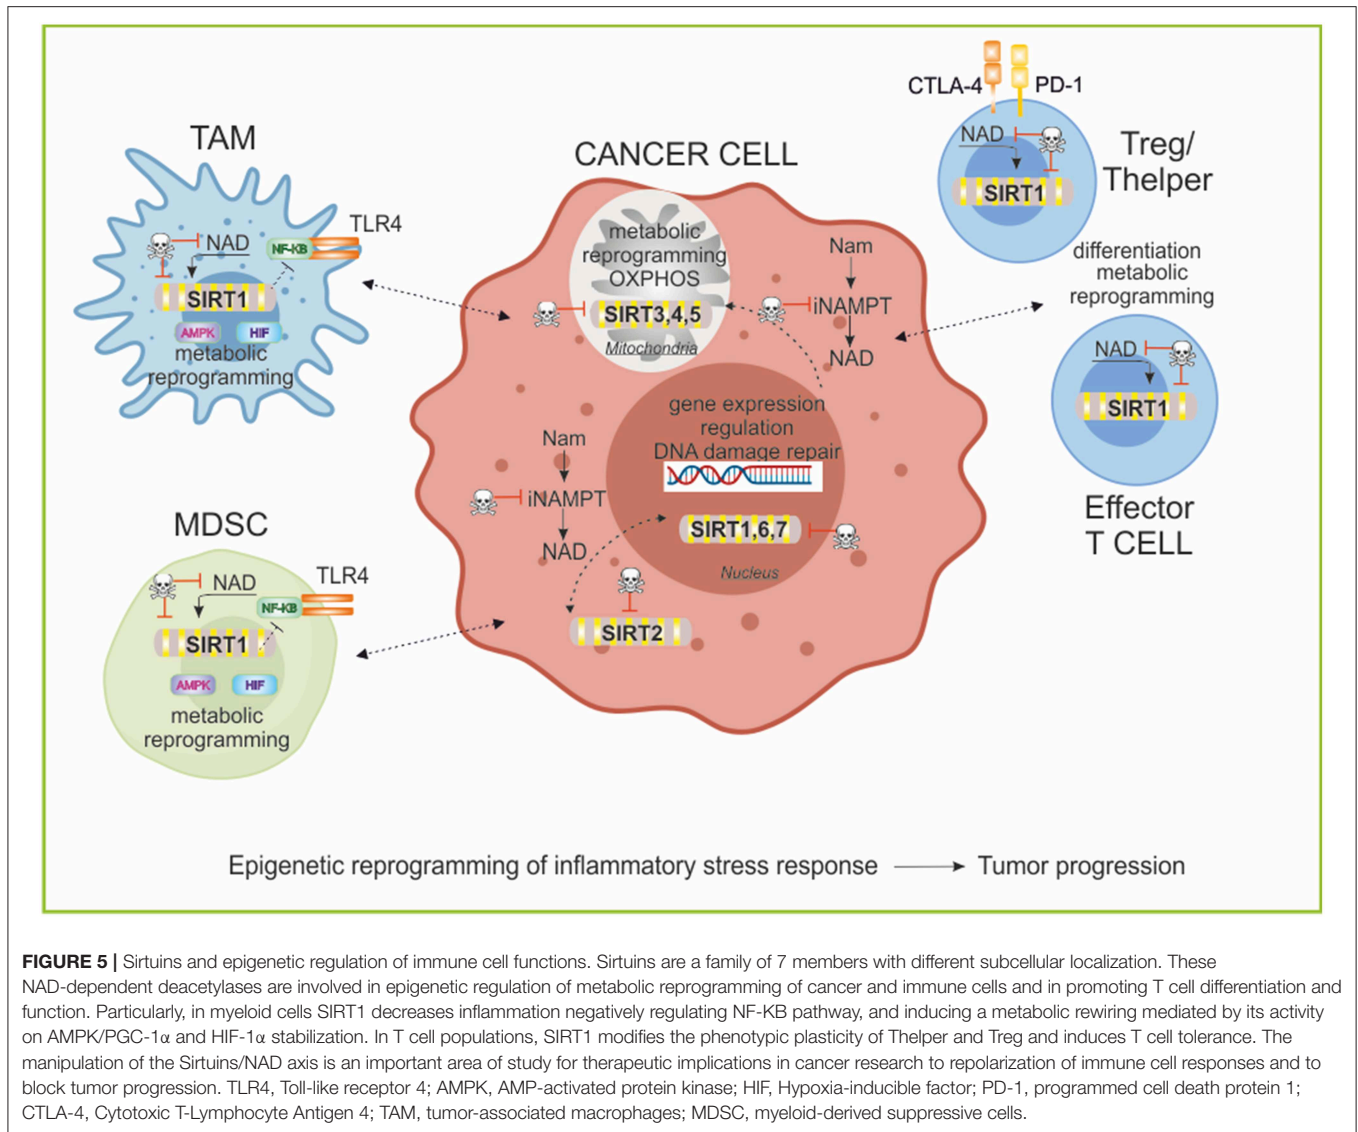 TAM
NAD
NF-KB
TLR4
SIRT1
AMPK
HIF
metabolic
reprogramming
MDSC
NAD
TLR4
NF-KB
SIRT1
AMPK
HIF
metabolic
reprogramming
CANCER CELL
metabolic
reprogramming
OXPHOS
SIRT3,4,5
Mitochondria
Nam
iNAMPT
NAD
gene expression
regulation
DNA damage repair
SIRT1,6,7
Nucleus
Nam
iNAMPT
NAD
SIRT2
CTLA-4
PD-1
NAD
SIRT1
Treg/
Thelper
differentiation
metabolic
reprogramming
NAD
SIRT1
Effector
T CELL
Epigenetic reprogramming of inflammatory stress response
Tumor progression
FIGURE 5 | Sirtuins and epigenetic regulation of immune cell functions. Sirtuins are a family of 7 members with different subcellular localization. These
NAD-dependent deacetylases are involved in epigenetic regulation of metabolic reprogramming of cancer and immune cells and in promoting T cell differentiation and
function. Particularly, in myeloid cells SIRT1 decreases inflammation negatively regulating NF-KB pathway, and inducing a metabolic rewiring mediated by its activity
on AMPK/PGC-1α and HIF-1α stabilization. In T cell populations, SIRT1 modifies the phenotypic plasticity of Thelper and Treg and induces T cell tolerance. The
manipulation of the Sirtuins/NAD axis is an important area of study for therapeutic implications in cancer research to repolarization of immune cell responses and to
block tumor progression. TLR4, Toll-like receptor 4; AMPK, AMP-activated protein kinase; HIF, Hypoxia-inducible factor; PD-1, programmed cell death protein 1;
CTLA-4, Cytotoxic T-Lymphocyte Antigen 4; TAM, tumor-associated macrophages; MDSC, myeloid-derived suppressive cells.